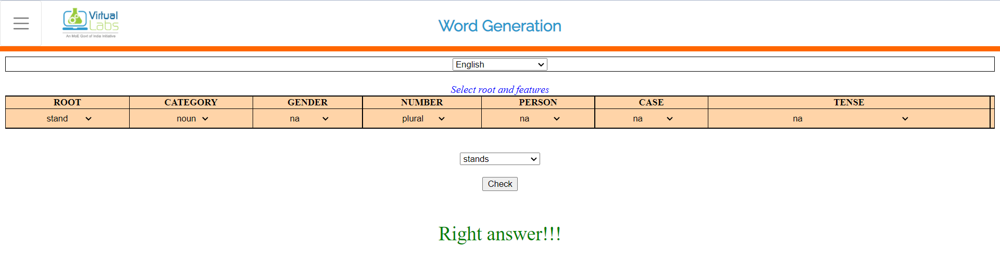 Virtual
Labs
An MoE Govt of India Initiative
Word Generation
English
Select root and features
ROOT CATEGORY GENDER NUMBER PERSON CASE TENSE
stand noun na plural na na na
stands
Check
Right answer!!!